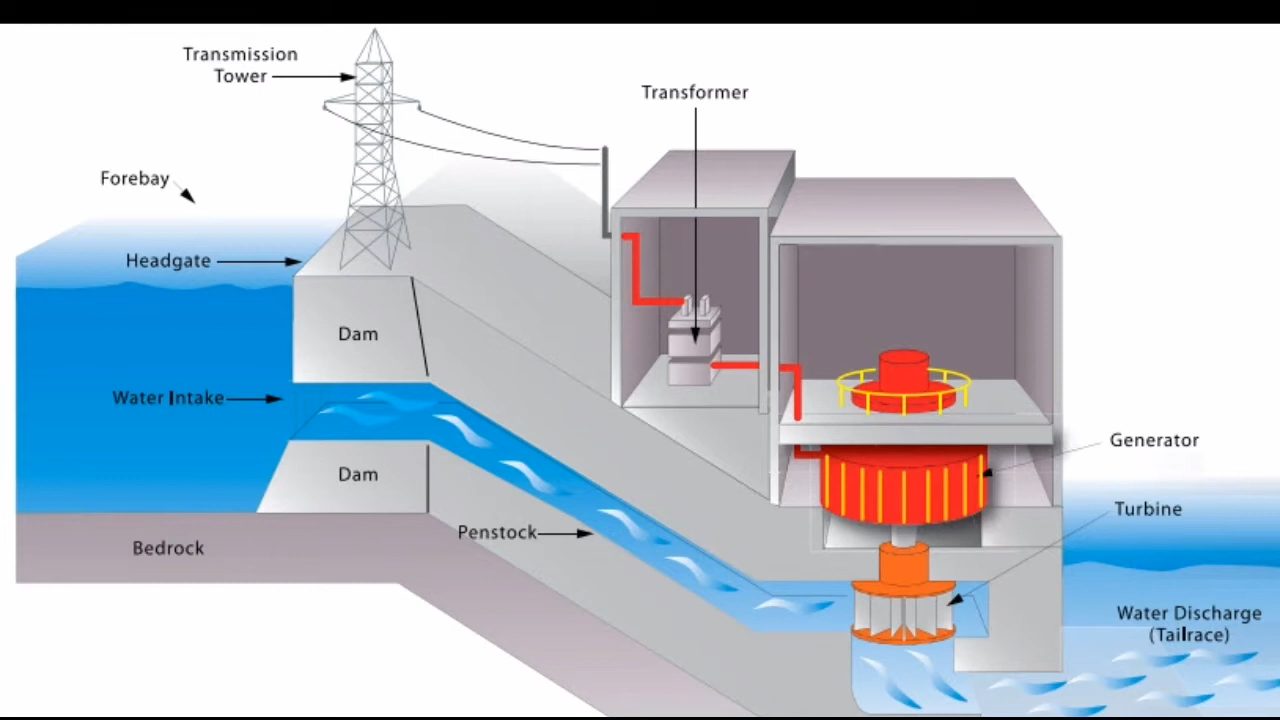 Transmission
Tower
Transformer
Forebay
Headgate
Dam
Water Intake
Generator
Dam
Turbine
Penstock
Bedrock
Water Discharge
(Tailrace)